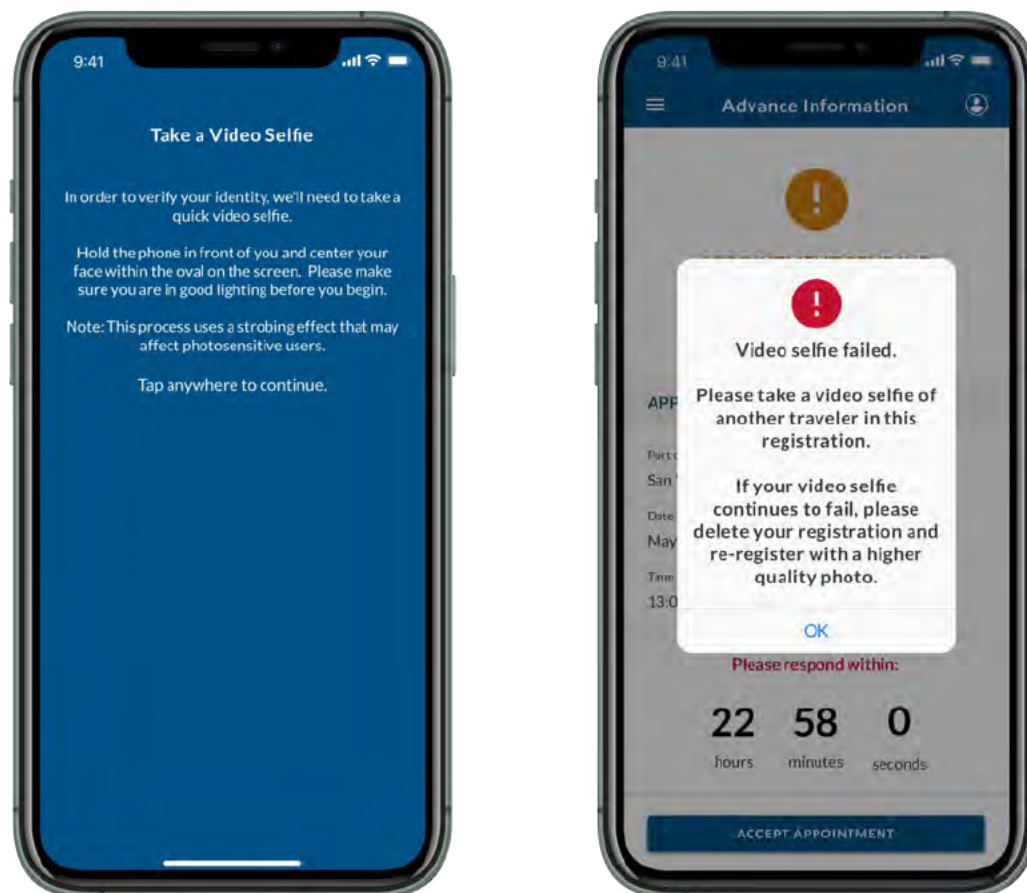 9:41
Take a Video Selfie
In order to verify your identity, we'll need to take a
quick video selfie.
Hold the phone in front of you and center your
face within the oval on the screen. Please make
sure you are in good lighting before you begin.
Note: This process uses a strobing effect that may
affect photosensitive users.
Tap anywhere to continue.
9:41
Advance Information
Video selfie failed.
Please take a video selfie of
another traveler in this
registration.
If your video selfie
continues to fail, please
delete your registration and
re-register with a higher
quality photo.
OK
APP
Port
San
Date
May
Time
13:0
Please respond within:
22 58 0
hours minutes seconds
ACCEPT APPOINTMENT